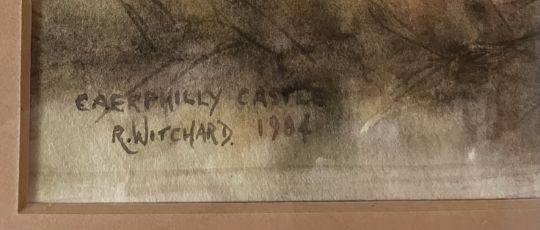 CAERPHILLY CASTLE
R. WITCHARD. 1984